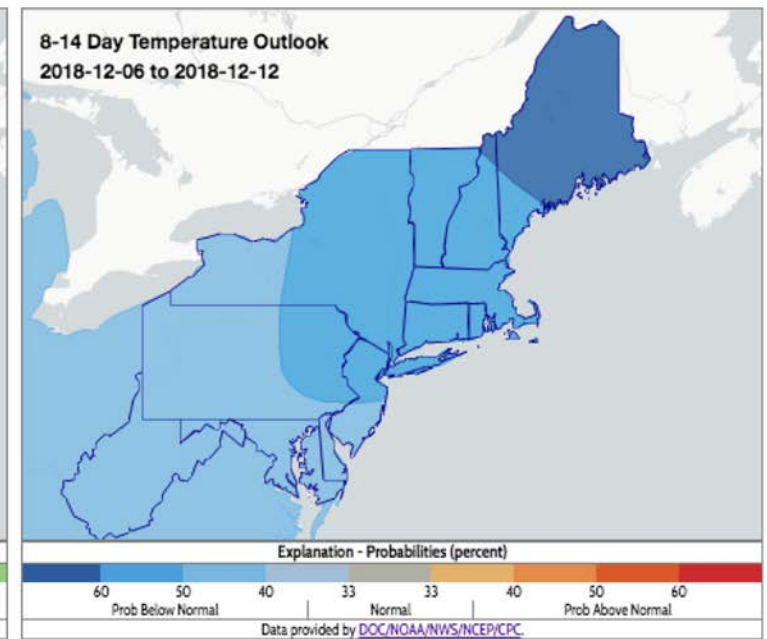 8-14 Day Temperature Outlook
2018-12-06 to 2018-12-12
Explanation - Probabilities (percent)
60 50 40 33 33 40 50 60
Prob Below Normal Normal Prob Above Normal
Data provided by DOC/NOAA/NWS/NCEP/CPC.